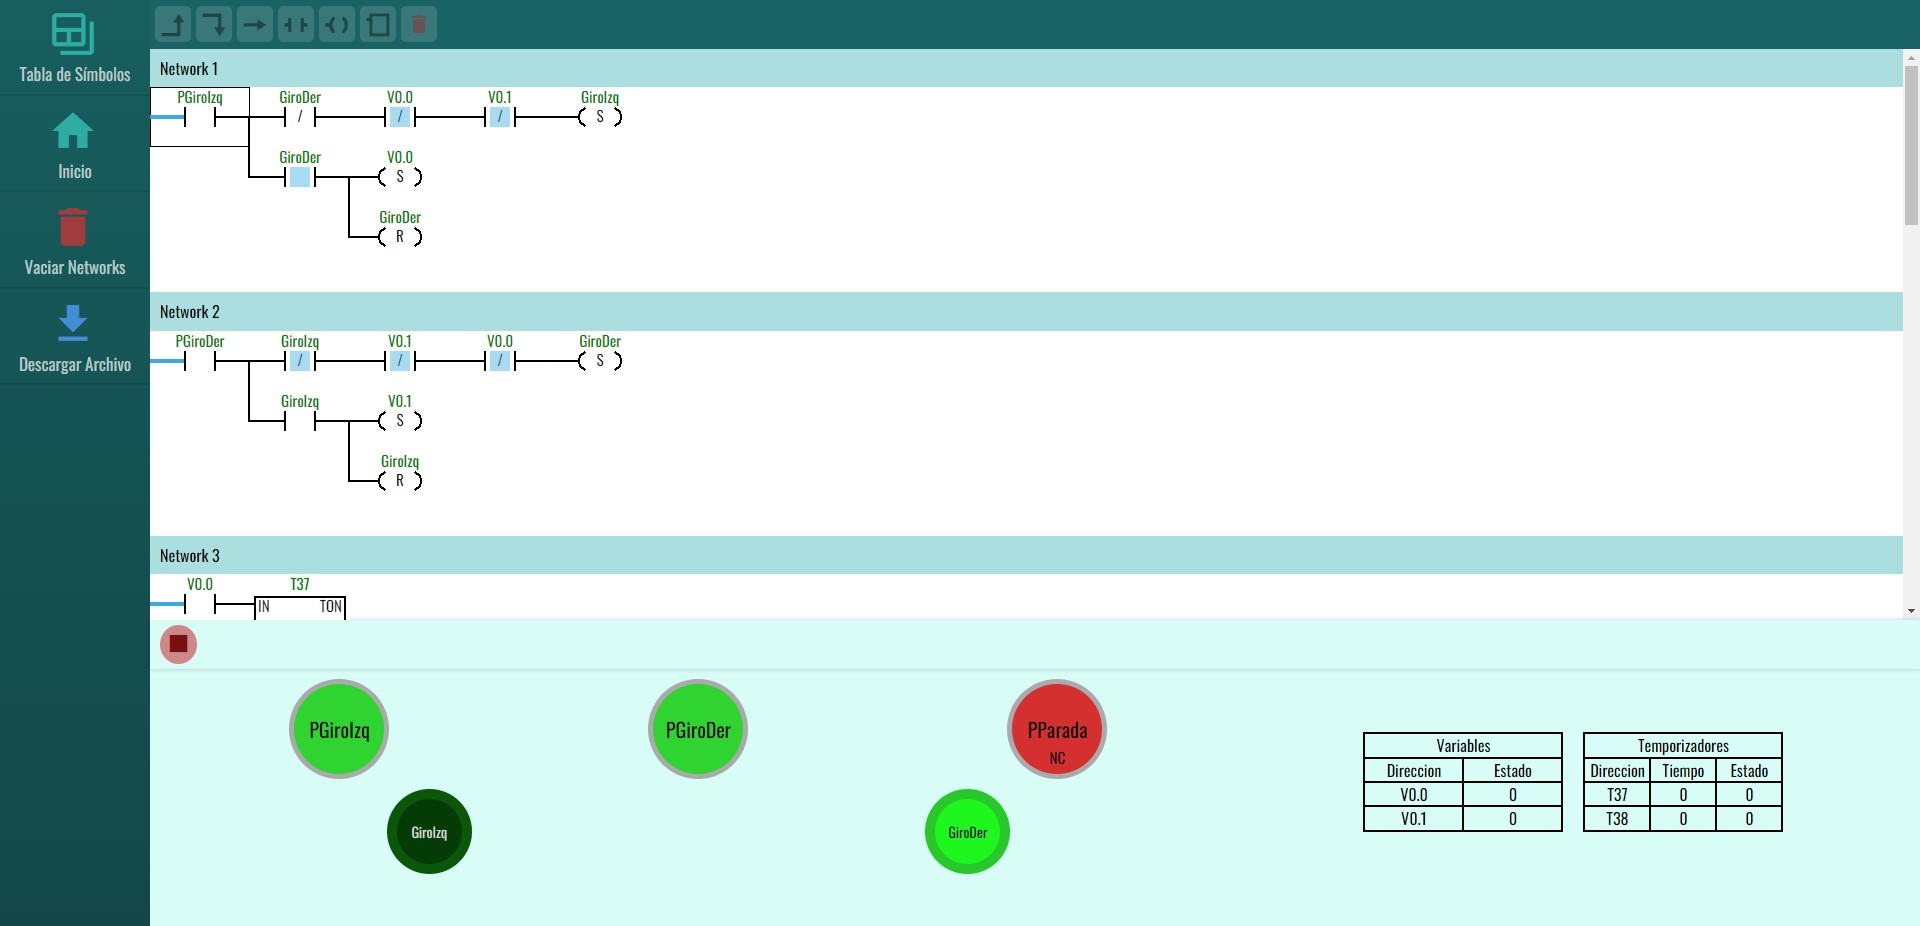 Tabla de Símbolos
Inicio
Vaciar Networks
Descargar Archivo
Network 1
PGiroIzq GiroDer V0.0 V0.1 GiroIzq
/ / / S
GiroDer V0.0
S
GiroDer
R
Network 2
PGiroDer GiroIzq V0.1 V0.0 GiroDer
/ / / S
GiroIzq V0.1
S
GiroIzq
R
Network 3
V0.0 T37
IN TON
PGiroIzq
PGiroDer
PParada
NC
GiroIzq
GiroDer
Variables
Direccion Estado
V0.0 0
V0.1 0
Temporizadores
Direccion Tiempo Estado
T37 0 0
T38 0 0